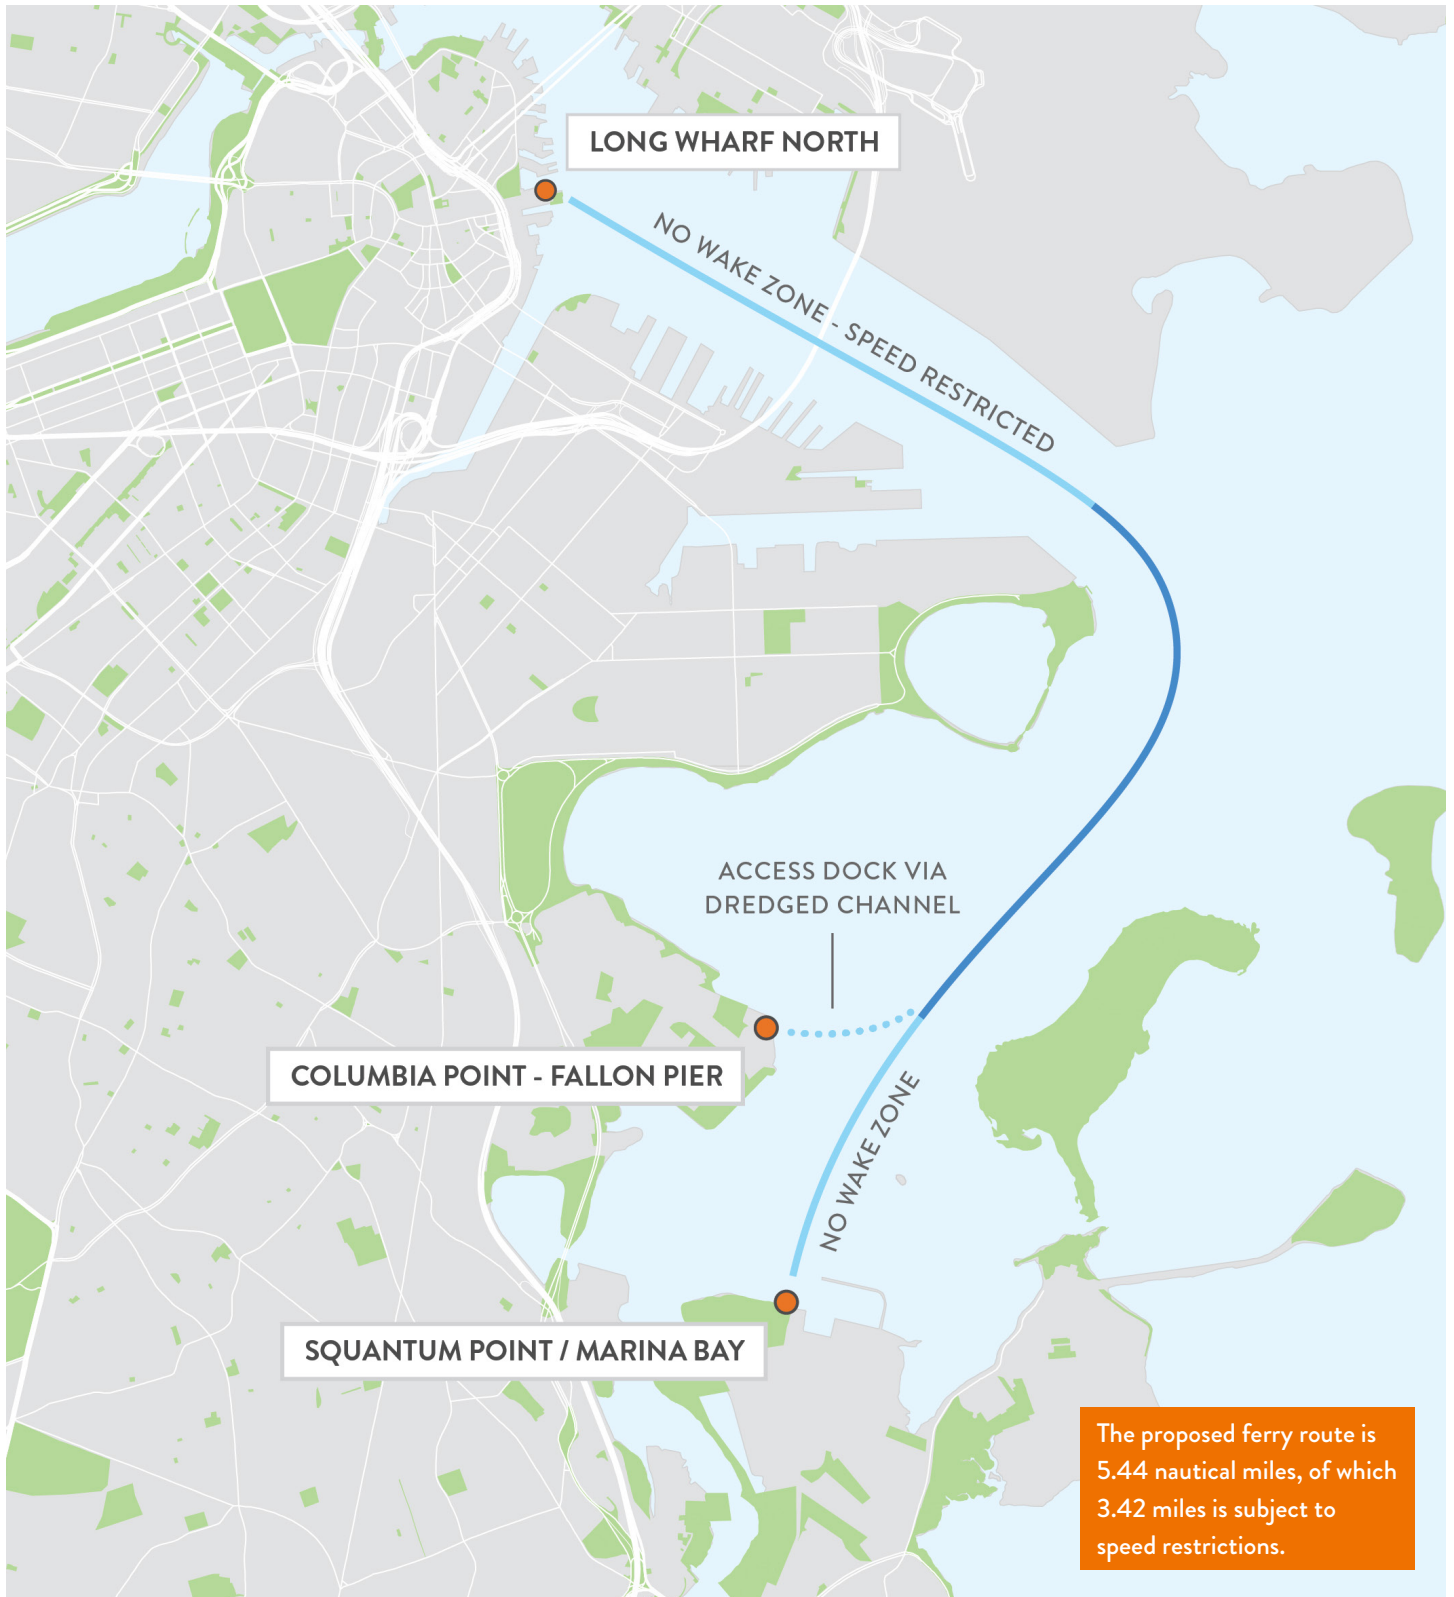 LONG WHARF NORTH
NO WAKE ZONE - SPEED RESTRICTED
ACCESS DOCK VIA
DREDGED CHANNEL
COLUMBIA POINT - FALLON PIER
NO WAKE ZONE
SQUANTUM POINT / MARINA BAY
The proposed ferry route is
5.44 nautical miles, of which
3.42 miles is subject to
speed restrictions.